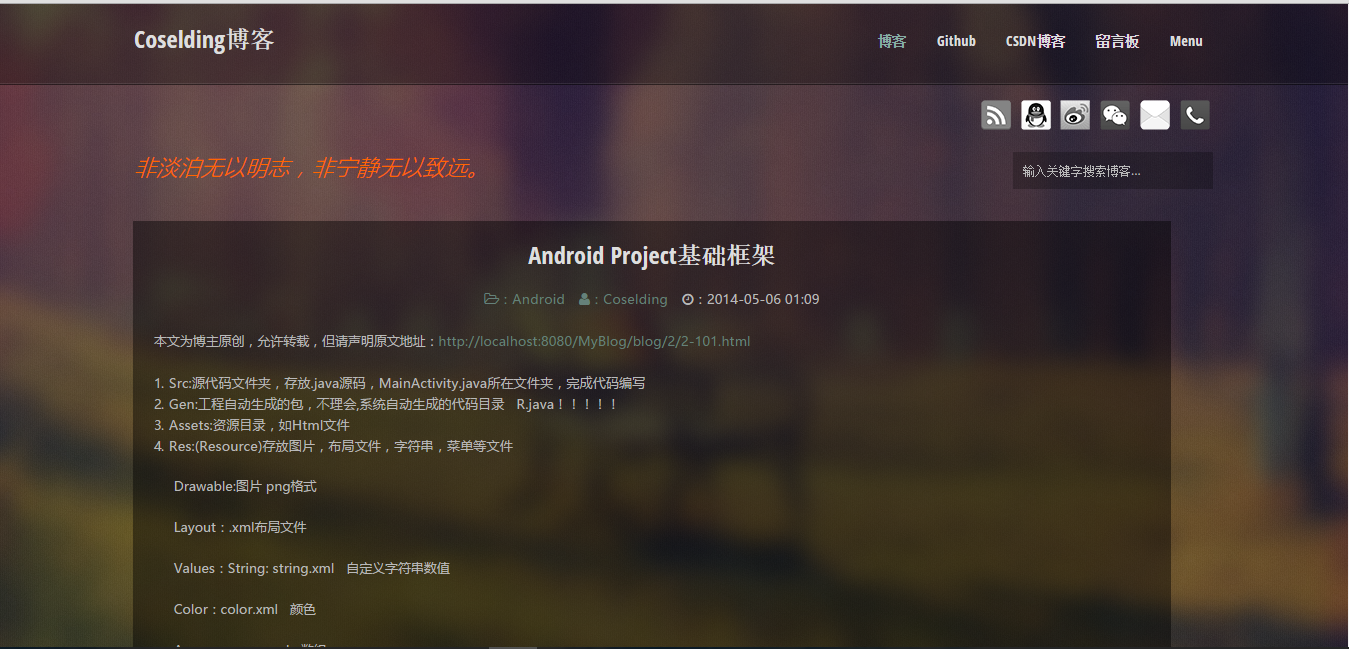 Coselding博客
博客 Github CSDN博客 留言板 Menu
非淡泊无以明志，非宁静无以致远。
输入关键字搜索博客...
Android Project基础框架
: Android : Coselding : 2014-05-06 01:09
本文为博主原创，允许转载，但请声明原文地址：http://localhost:8080/MyBlog/blog/2/2-101.html
1. Src:源代码文件夹，存放.java源码，MainActivity.java所在文件夹，完成代码编写
2. Gen:工程自动生成的包，不理会,系统自动生成的代码目录 R.java！！！！！
3. Assets:资源目录，如Html文件
4. Res:(Resource)存放图片，布局文件，字符串，菜单等文件
Drawable:图片 png格式
Layout：.xml布局文件
Values：String: string.xml 自定义字符串数值
Color：color.xml 颜色